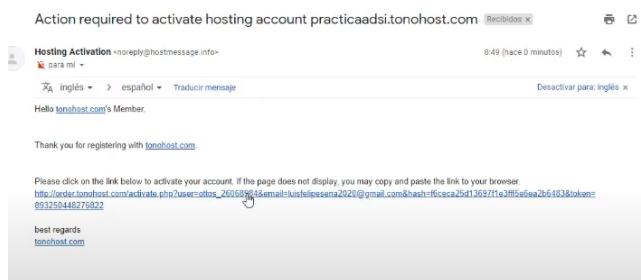 Action required to activate hosting account practicaadsi.tonohost.com Recibidos ×
Hosting Activation <noreply@hostmessage.info>
8:49 (hace 0 minutos)
para mí
inglés > español Traducir mensaje Desactivar para: inglés ×
Hello tonohost.com's Member,
Thank you for registering with tonohost.com.
Please click on the link below to activate your account. If the page does not display, you may copy and paste the link to your browser.
http://order.tonohost.com/activate.php?user=ottos_26068984&email=luisfelipesena2020@gmail.com&hash=f6ceca25d13697f1e3fff5e6ea2b6483&token=
893250448276822
best regards
tonohost.com